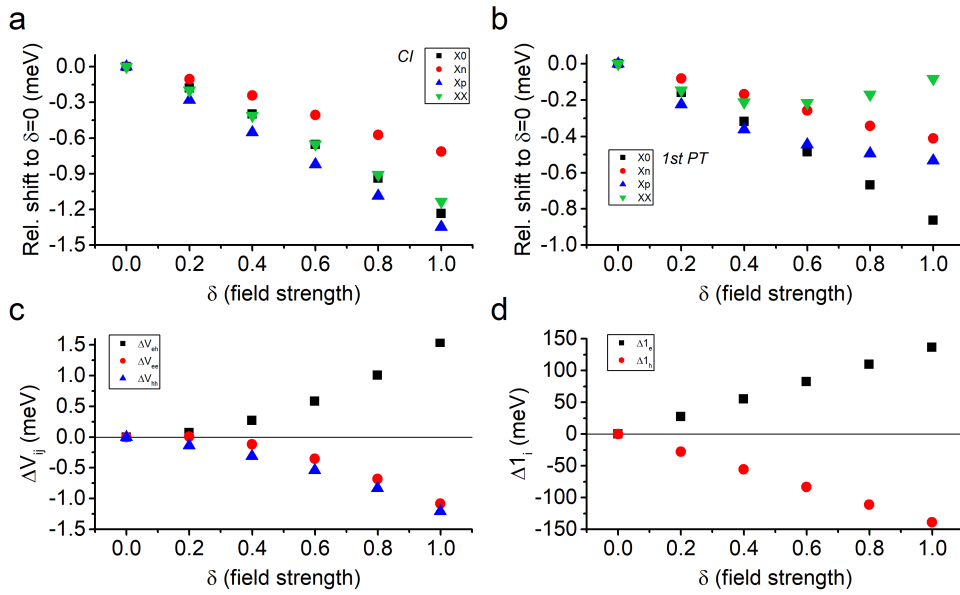 a
Rel. shift to δ=0 (meV)
0.0
-0.3
-0.6
-0.9
-1.2
-1.5
CI
X0
Xn
Xp
XX
0.0 0.2 0.4 0.6 0.8 1.0
δ (field strength)
b
Rel. shift to δ=0 (meV)
0.0
-0.2
-0.4
-0.6
-0.8
-1.0
1st PT
X0
Xn
Xp
XX
0.0 0.2 0.4 0.6 0.8 1.0
δ (field strength)
c
ΔVij (meV)
1.5
1.0
0.5
0.0
-0.5
-1.0
-1.5
ΔVeh
ΔVee
ΔVhh
0.0 0.2 0.4 0.6 0.8 1.0
δ (field strength)
d
Δ1i (meV)
150
100
50
0
-50
-100
-150
Δ1e
Δ1h
0.0 0.2 0.4 0.6 0.8 1.0
δ (field strength)